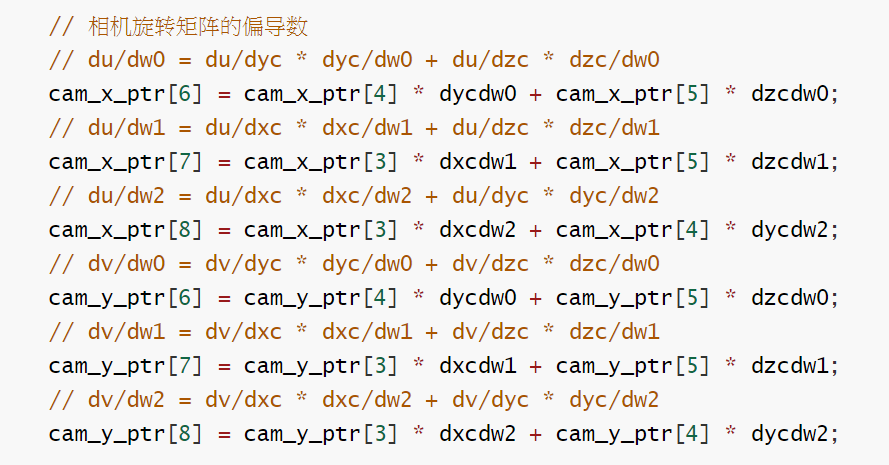 // 相机旋转矩阵的偏导数
// du/dw0 = du/dyc * dyc/dw0 + du/dzc * dzc/dw0
cam_x_ptr[6] = cam_x_ptr[4] * dycdw0 + cam_x_ptr[5] * dzcdw0;
// du/dw1 = du/dxc * dxc/dw1 + du/dzc * dzc/dw1
cam_x_ptr[7] = cam_x_ptr[3] * dxcdw1 + cam_x_ptr[5] * dzcdw1;
// du/dw2 = du/dxc * dxc/dw2 + du/dyc * dyc/dw2
cam_x_ptr[8] = cam_x_ptr[3] * dxcdw2 + cam_x_ptr[4] * dycdw2;
// dv/dw0 = dv/dyc * dyc/dw0 + dv/dzc * dzc/dw0
cam_y_ptr[6] = cam_y_ptr[4] * dycdw0 + cam_y_ptr[5] * dzcdw0;
// dv/dw1 = dv/dxc * dxc/dw1 + dv/dzc * dzc/dw1
cam_y_ptr[7] = cam_y_ptr[3] * dxcdw1 + cam_y_ptr[5] * dzcdw1;
// dv/dw2 = dv/dxc * dxc/dw2 + dv/dyc * dyc/dw2
cam_y_ptr[8] = cam_y_ptr[3] * dxcdw2 + cam_y_ptr[4] * dycdw2;